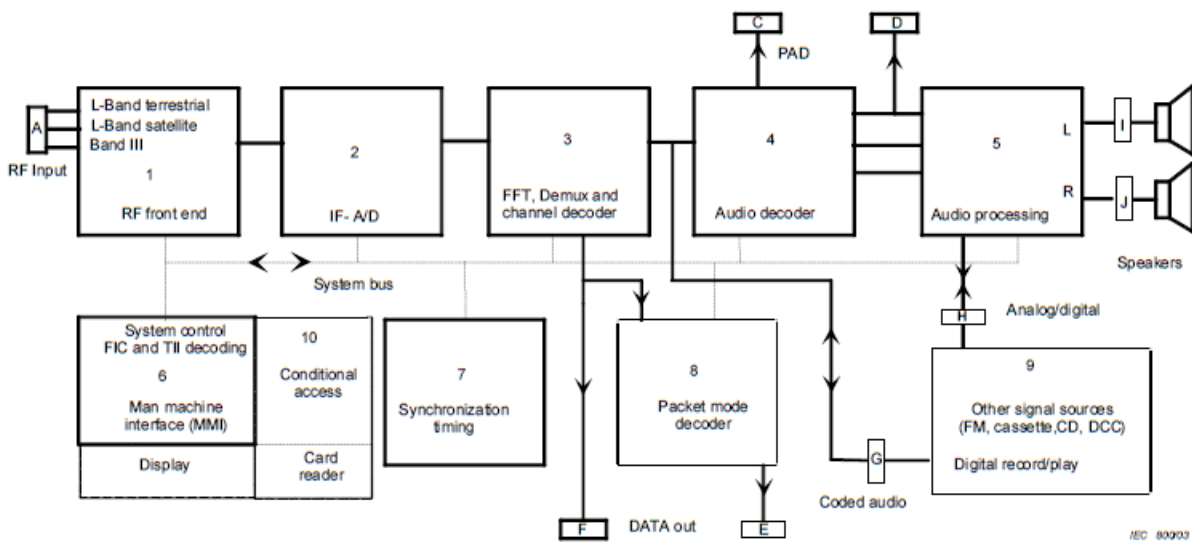 C
D
PAD
L-Band terrestrial
L-Band satellite
Band III
A
RF Input
1
RF front end
2
IF- A/D
3
FFT, Demux and
channel decoder
4
Audio decoder
5
Audio processing
L
R
I
J
Speakers
System bus
System control
FIC and TII decoding
6
Man machine
interface (MMI)
Display
10
Conditional
access
Card
reader
7
Synchronization
timing
8
Packet mode
decoder
H
Analog/digital
9
Other signal sources
(FM, cassette,CD, DCC)
Digital record/play
G
Coded audio
F
DATA out
E
IEC 800/03